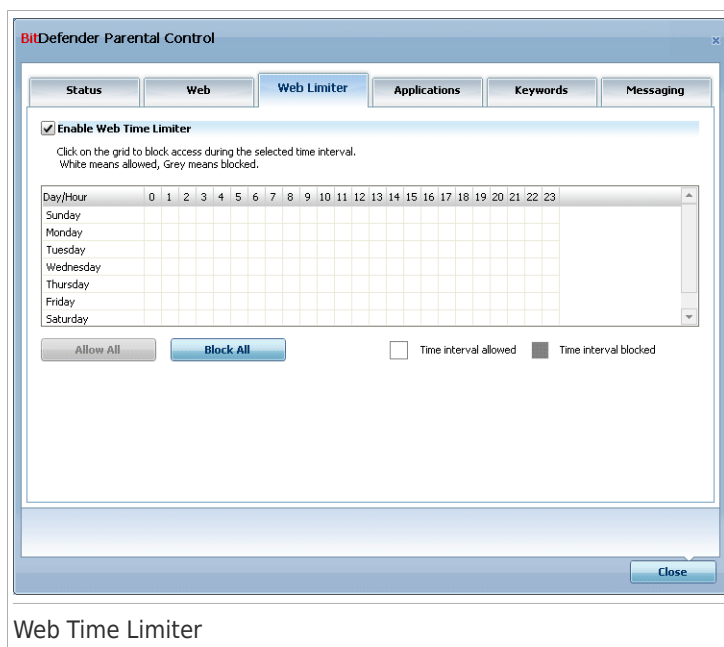 BitDefender Parental Control
Status Web Web Limiter Applications Keywords Messaging
Enable Web Time Limiter
Click on the grid to block access during the selected time interval.
White means allowed, Grey means blocked.
Day/Hour 0 1 2 3 4 5 6 7 8 9 10 11 12 13 14 15 16 17 18 19 20 21 22 23
Sunday
Monday
Tuesday
Wednesday
Thursday
Friday
Saturday
Allow All Block All Time interval allowed Time interval blocked
Close
Web Time Limiter